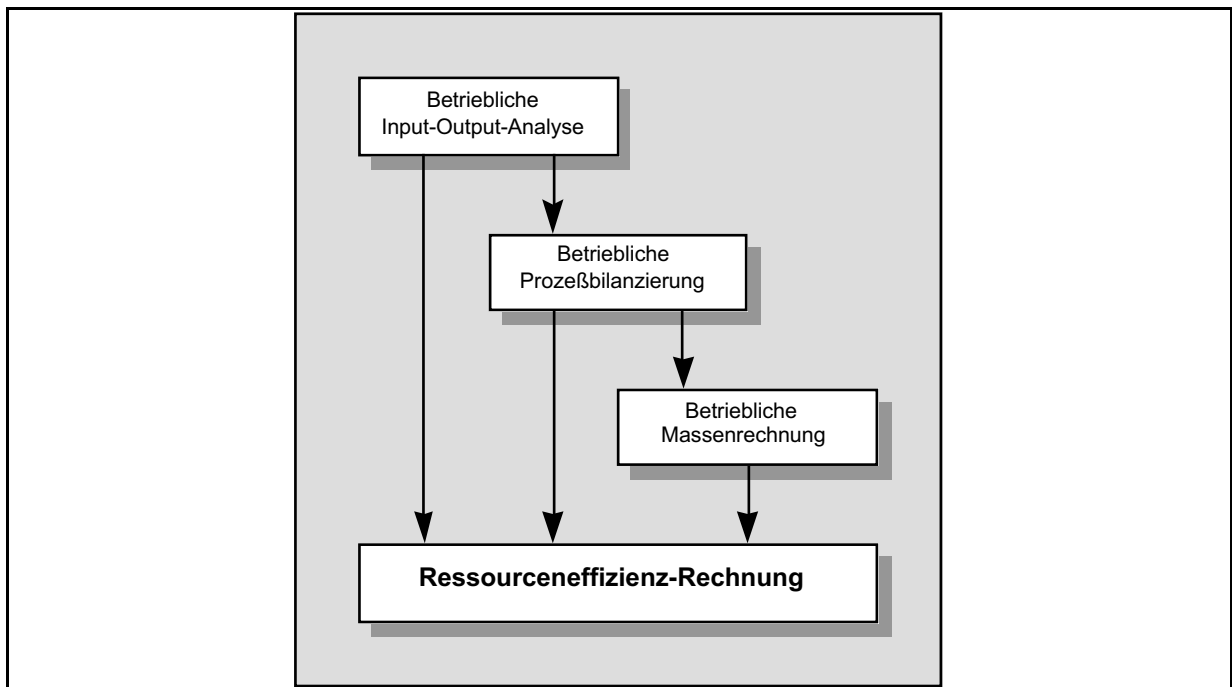 Betriebliche
Input-Output-Analyse
Betriebliche
Prozeßbilanzierung
Betriebliche
Massenrechnung
Ressourceneffizienz-Rechnung